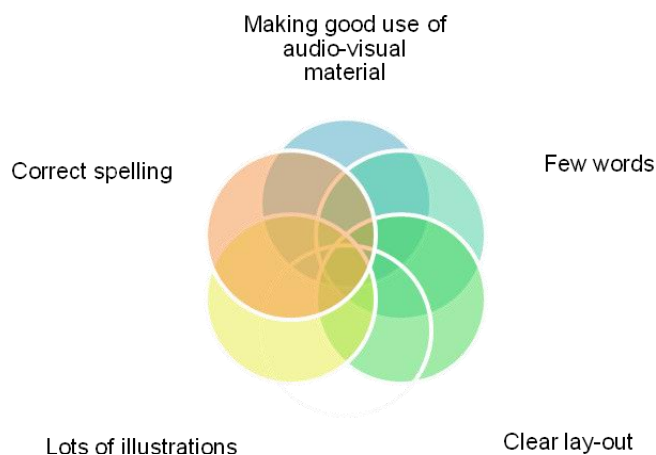 Making good use of
audio-visual
material
Correct spelling
Few words
Lots of illustrations
Clear lay-out